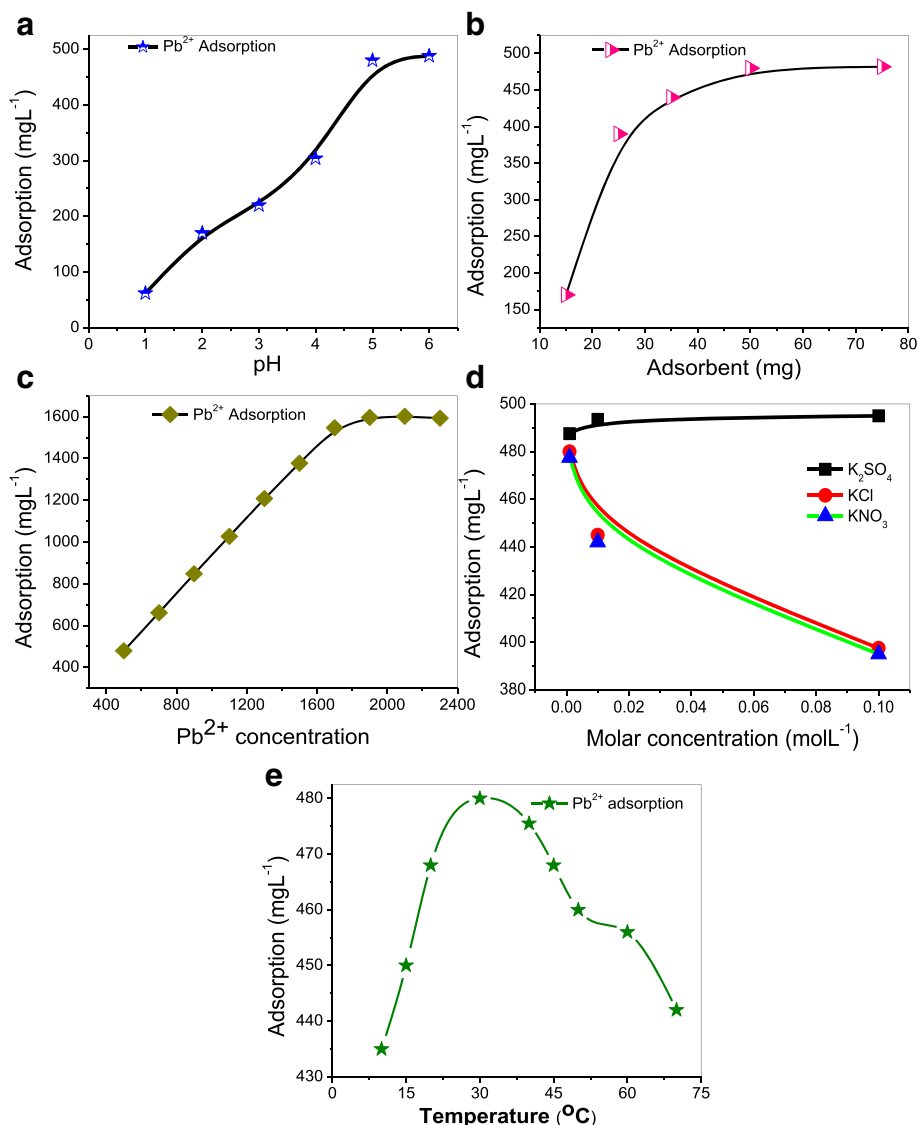 a
Pb²⁺ Adsorption
500
400
300
200
100
0
0 1 2 3 4 5 6
pH
Adsorption (mgL⁻¹)
b
Pb²⁺ Adsorption
500
450
400
350
300
250
200
150
10 20 30 40 50 60 70 80
Adsorbent (mg)
Adsorption (mgL⁻¹)
c
Pb²⁺ Adsorption
1600
1400
1200
1000
800
600
400
400 800 1200 1600 2000 2400
Pb²⁺ concentration
Adsorption (mgL⁻¹)
d
K₂SO₄
KCl
KNO₃
500
480
460
440
420
400
380
0.00 0.02 0.04 0.06 0.08 0.10
Molar concentration (molL⁻¹)
Adsorption (mgL⁻¹)
e
Pb²⁺ adsorption
480
470
460
450
440
430
0 15 30 45 60 75
Temperature (°C)
Adsorption (mgL⁻¹)